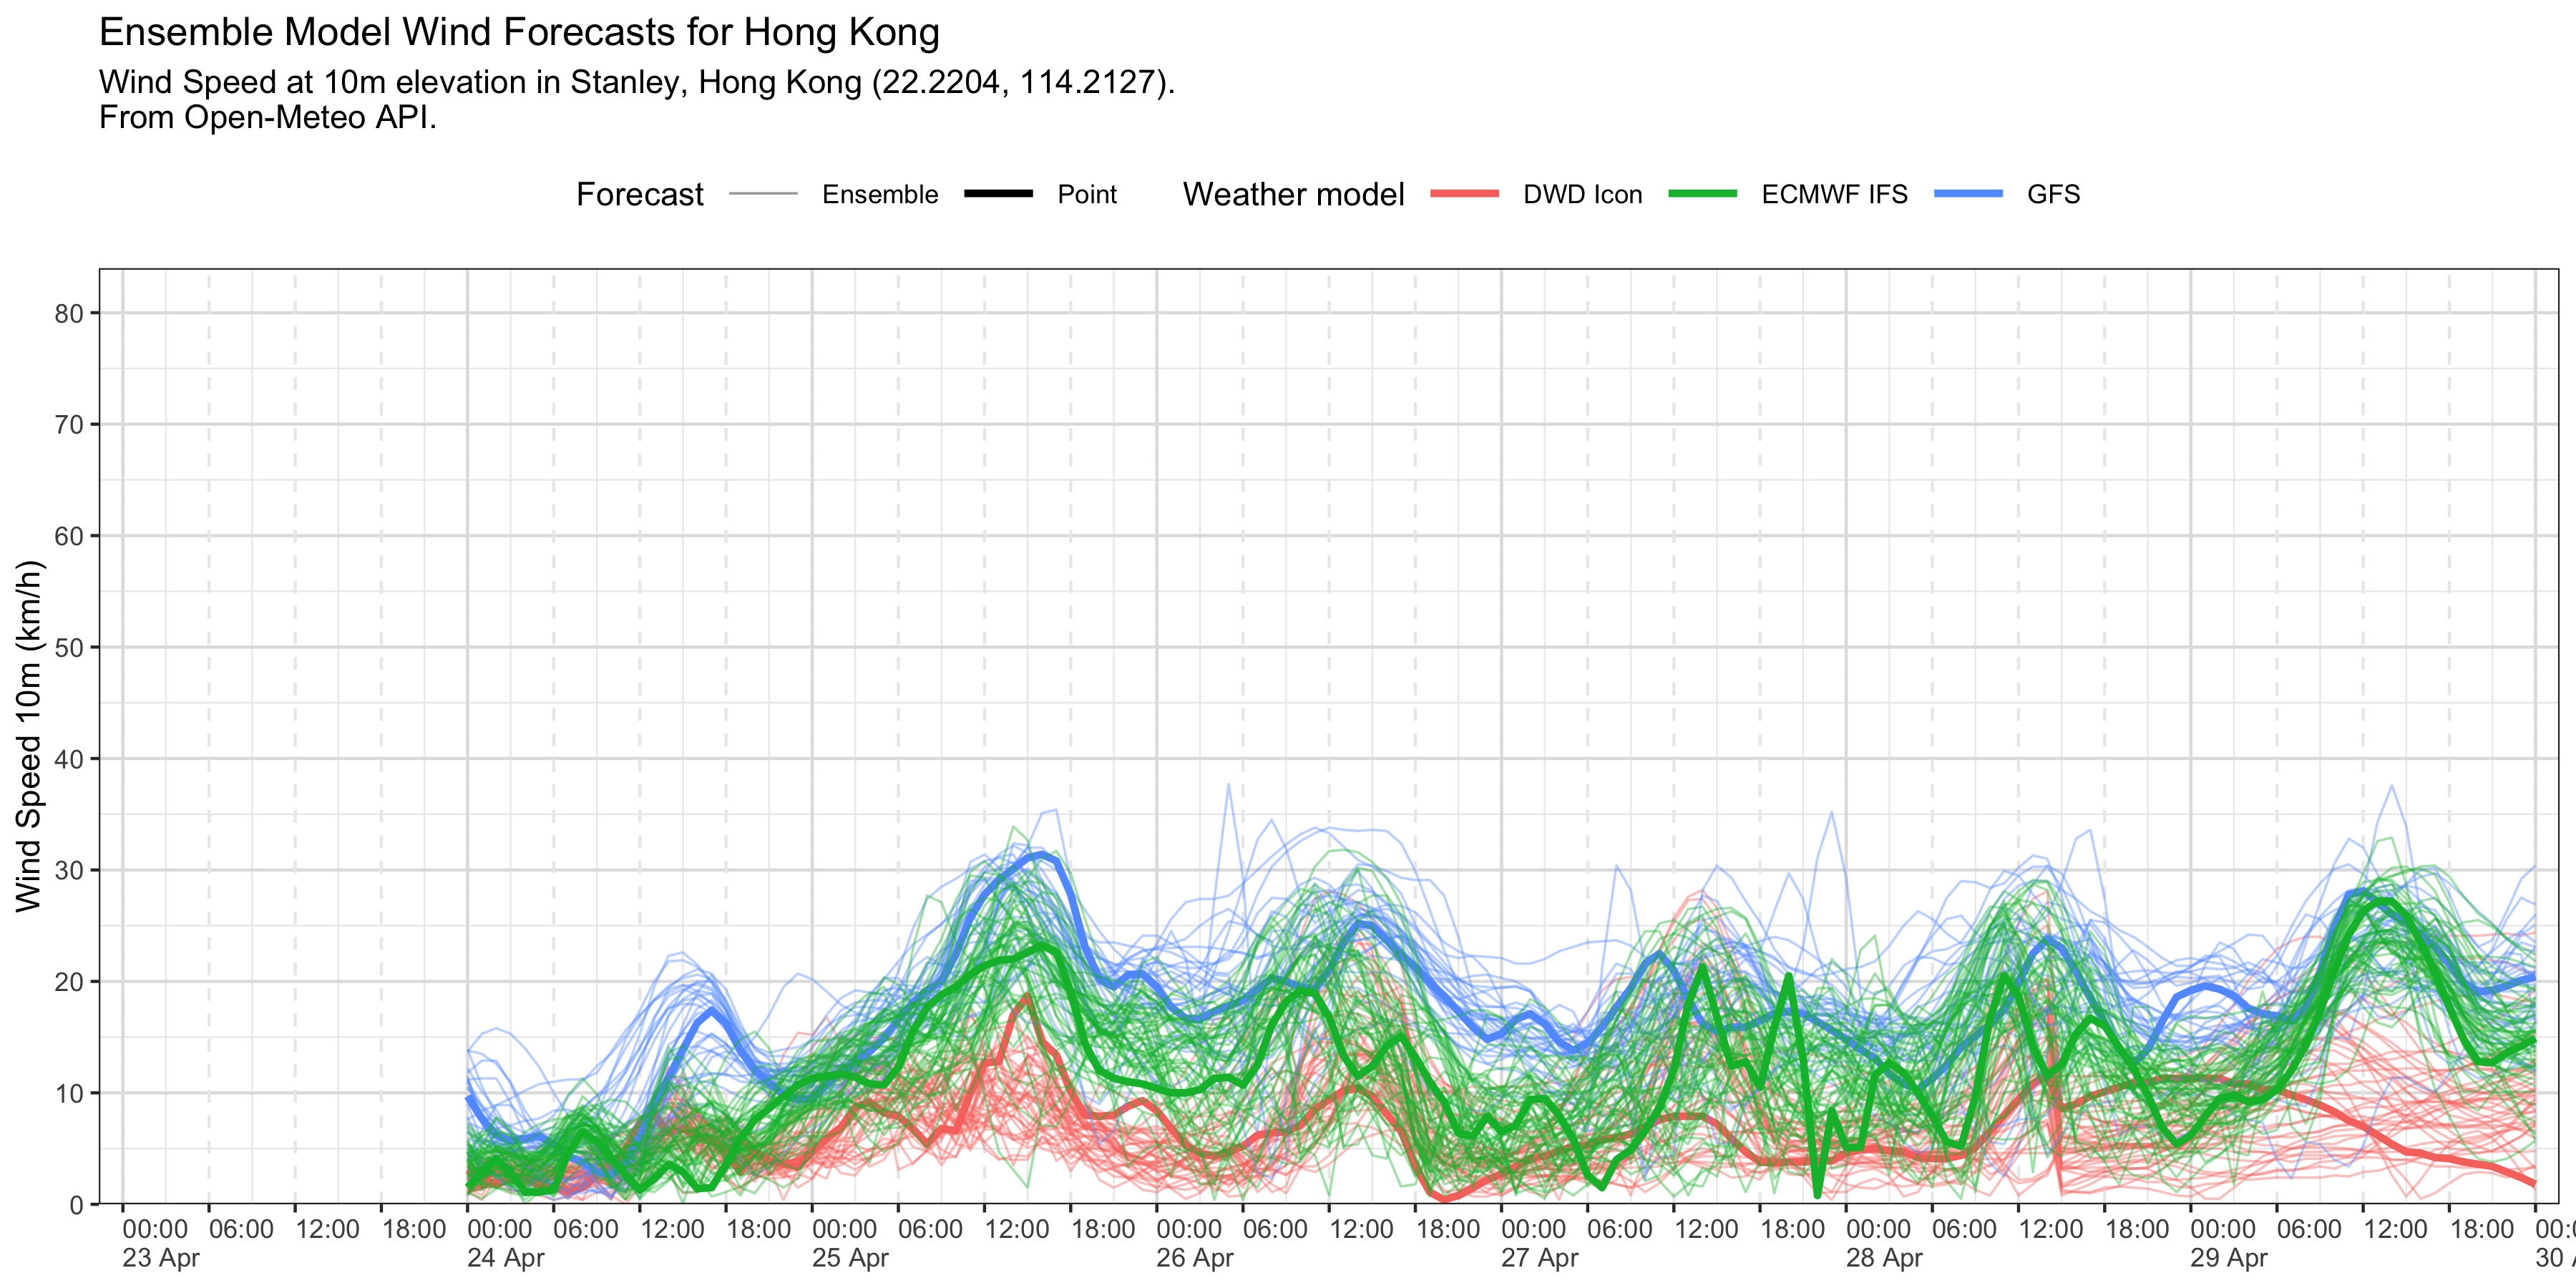 Ensemble Model Wind Forecasts for Hong Kong
Wind Speed at 10m elevation in Stanley, Hong Kong (22.2204, 114.2127).
From Open-Meteo API.
Forecast Ensemble Point Weather model DWD Icon ECMWF IFS GFS
Wind Speed 10m (km/h)
80
70
60
50
40
30
20
10
0
00:00 06:00 12:00 18:00 00:00 06:00 12:00 18:00 00:00 06:00 12:00 18:00 00:00 06:00 12:00 18:00 00:00 06:00 12:00 18:00 00:00 06:00 12:00 18:00 00:00 06:00 12:00 18:00 00:
23 Apr 24 Apr 25 Apr 26 Apr 27 Apr 28 Apr 29 Apr 30